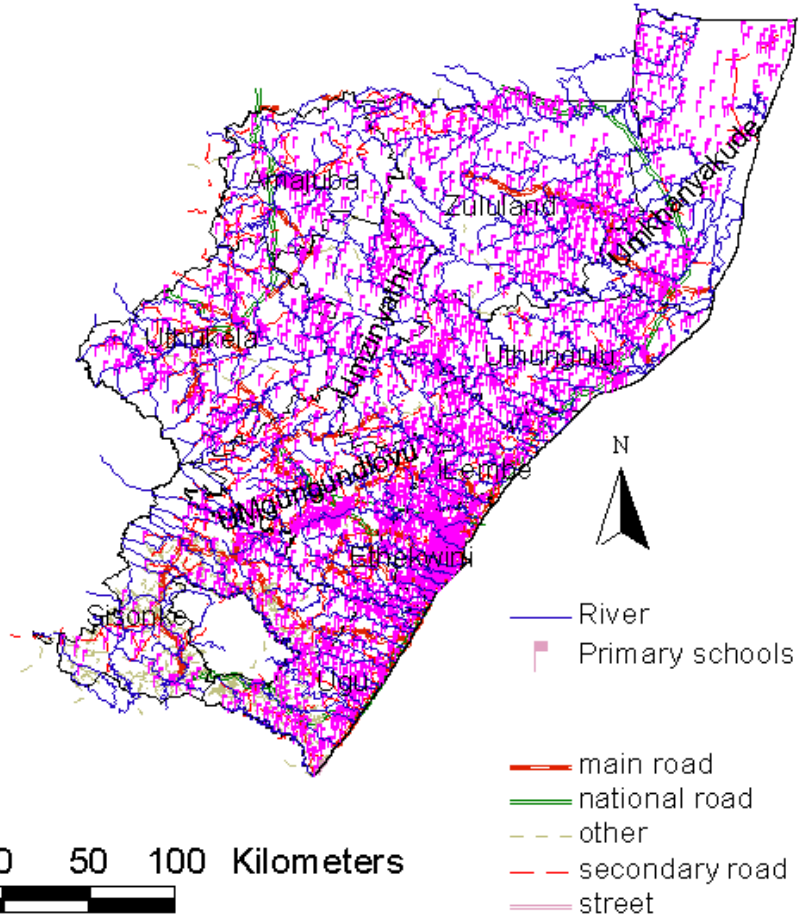 Amajuba
Zululand
Umkhanyakude
Umzinyathi
Uthukela
Uthungulu
iLembe
UMgungundlovu
Ethekwini
Sisonke
Ugu
N
River
Primary schools
main road
national road
other
secondary road
street
0 50 100 Kilometers